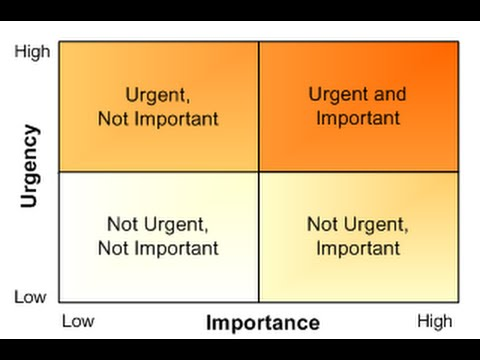 High
Urgent,
Not Important
Urgent and
Important
Urgency
Not Urgent,
Not Important
Not Urgent,
Important
Low
Low
Importance
High